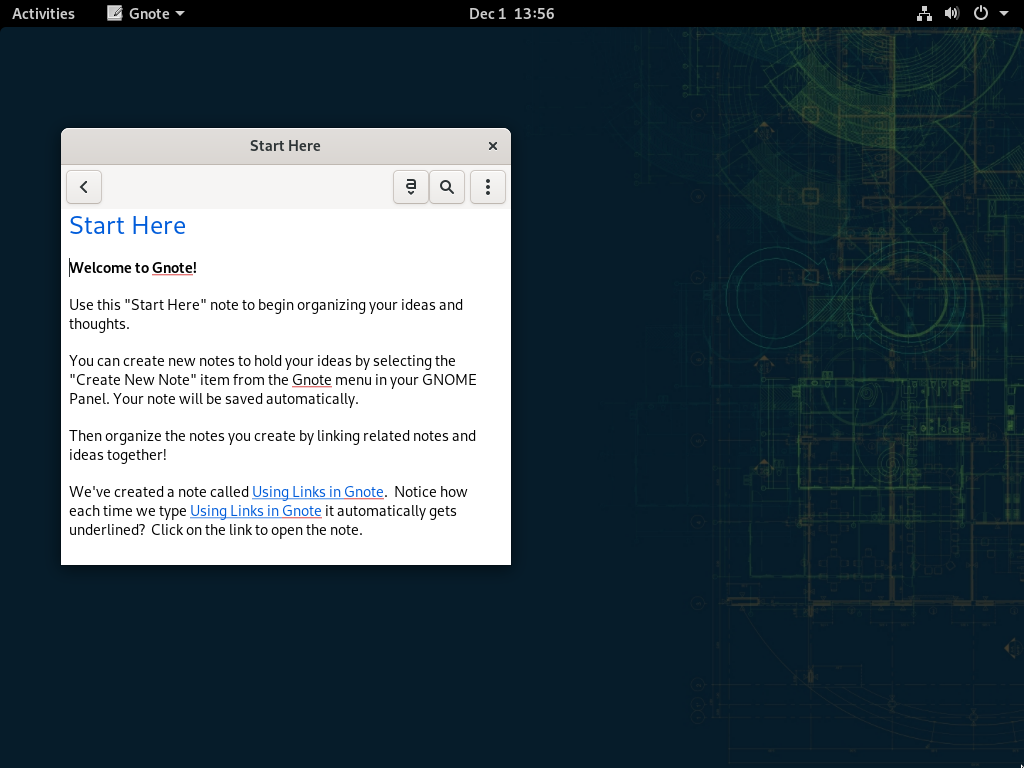 Activities Gnote Dec 1 13:56
Start Here
Start Here
Welcome to Gnote!
Use this "Start Here" note to begin organizing your ideas and
thoughts.
You can create new notes to hold your ideas by selecting the
"Create New Note" item from the Gnote menu in your GNOME
Panel. Your note will be saved automatically.
Then organize the notes you create by linking related notes and
ideas together!
We've created a note called Using Links in Gnote.  Notice how
each time we type Using Links in Gnote it automatically gets
underlined?  Click on the link to open the note.